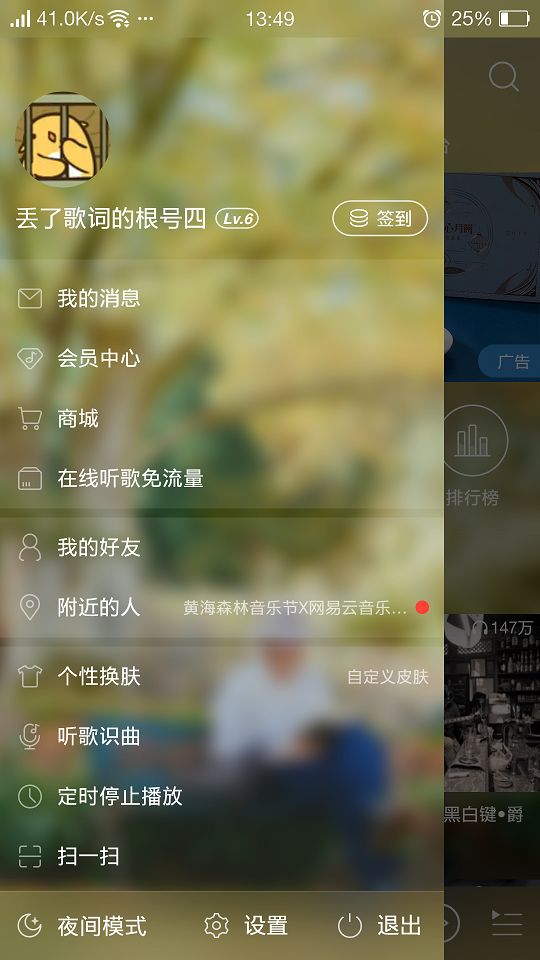 41.0K/s ··· 13:49 25%
丢了歌词的根号四 Lv.6 签到
我的消息
会员中心
广告
商城
在线听歌免流量
排行榜
我的好友
附近的人 黄海森林音乐节X网易云音乐...
147万
个性换肤 自定义皮肤
听歌识曲
定时停止播放
黑白键•爵
扫一扫
夜间模式 设置 退出